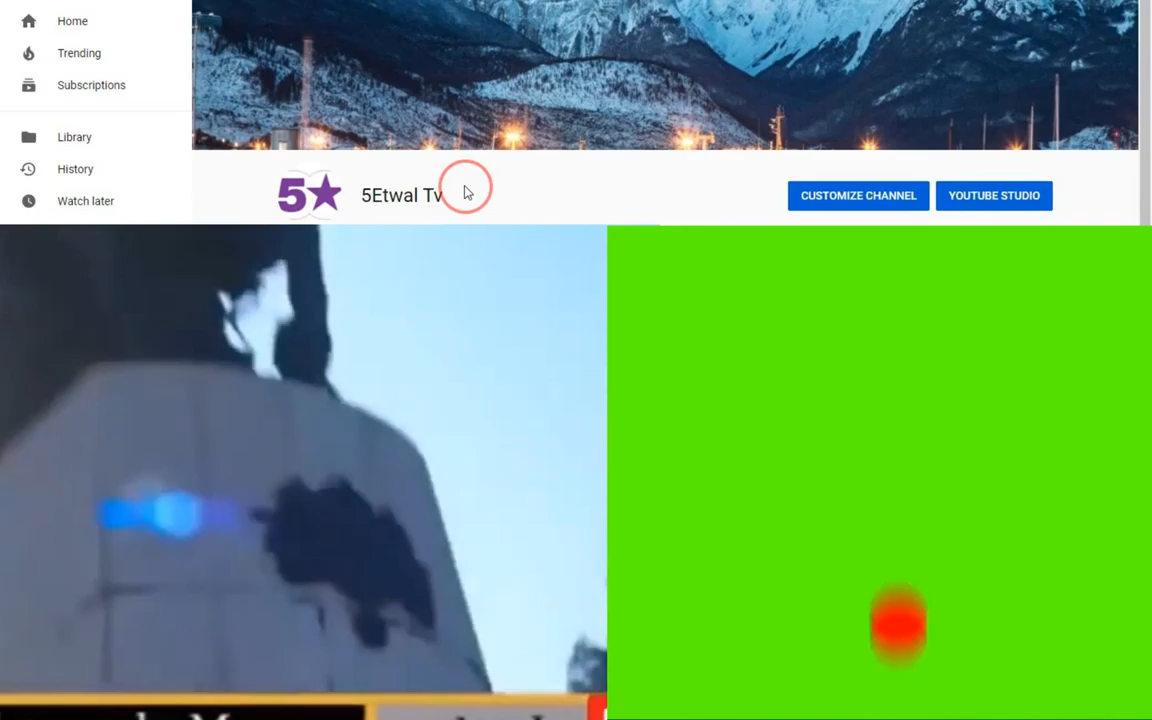 Home
Trending
Subscriptions
Library
History
Watch later
5
5Etwal Tv
CUSTOMIZE CHANNEL
YOUTUBE STUDIO